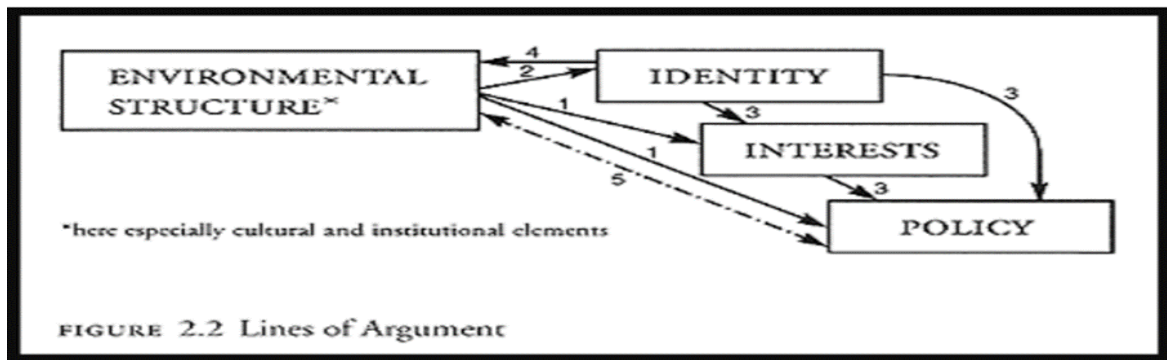 ENVIRONMENTAL
STRUCTURE*
4
2
IDENTITY
3
1
3
INTERESTS
1
5
3
POLICY
*here especially cultural and institutional elements
FIGURE 2.2 Lines of Argument